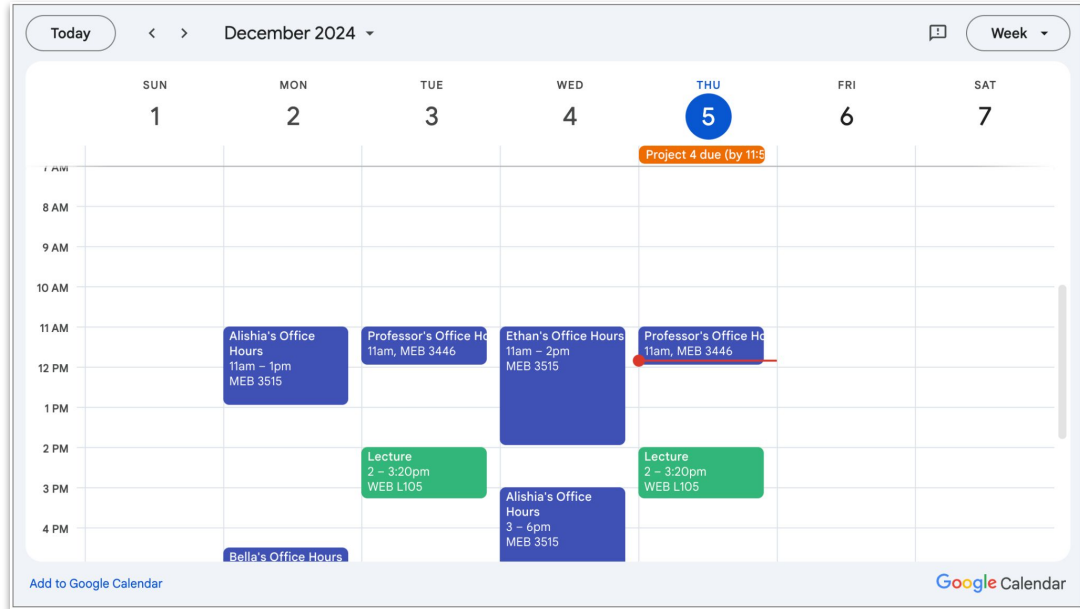 Today
December 2024
Week
SUN
MON
TUE
WED
THU
FRI
SAT
1
2
3
4
5
6
7
Project 4 due (by 11:5
7 AM
8 AM
9 AM
10 AM
11 AM
12 PM
1 PM
2 PM
3 PM
4 PM
Alishia's Office
Hours
11am – 1pm
MEB 3515
Bella's Office Hours
Professor's Office Ho
11am, MEB 3446
Lecture
2 – 3:20pm
WEB L105
Ethan's Office Hours
11am – 2pm
MEB 3515
Alishia's Office
Hours
3 – 6pm
MEB 3515
Professor's Office Ho
11am, MEB 3446
Lecture
2 – 3:20pm
WEB L105
Add to Google Calendar
Google Calendar